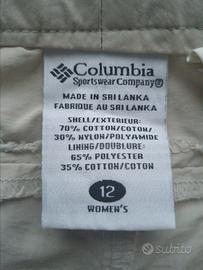 Columbia
Sportswear Company®
MADE IN SRI LANKA
FABRIQUE AU SRI LANKA
SHELL/EXTERIEUR:
70% COTTON/COTON/
30% NYLON/POLYAMIDE
LINING/DOUBLURE:
65% POLYESTER
35% COTTON/COTON
12
WOMEN'S
subito